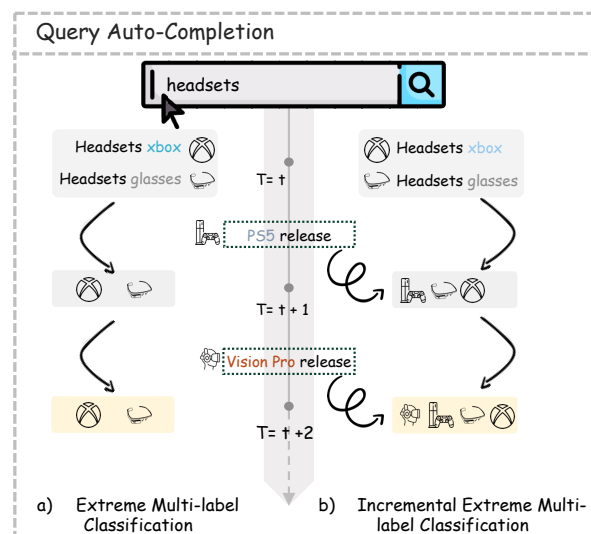 Query Auto-Completion
headsets
Headsets xbox
Headsets glasses
T= t
Headsets xbox
Headsets glasses
PS5 release
T= t + 1
Vision Pro release
T= t +2
a) Extreme Multi-label
Classification
b) Incremental Extreme Multi-
label Classification